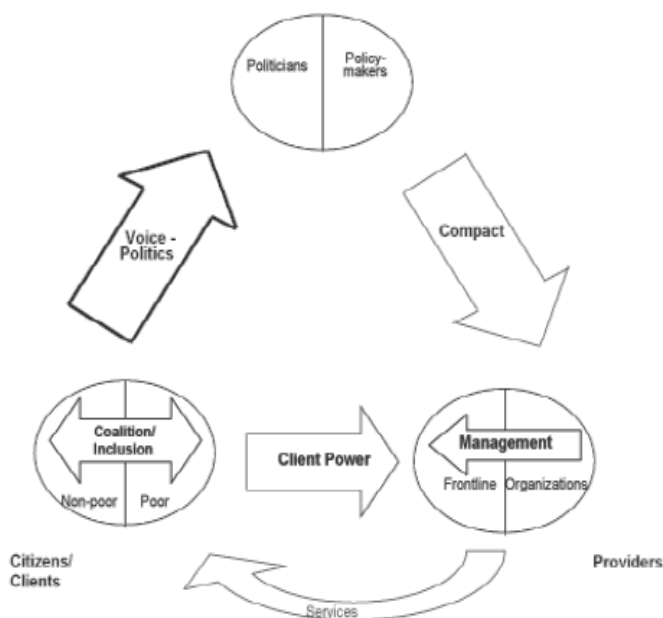 Politicians
Policy-
makers
Voice -
Politics
Compact
Coalition/
Inclusion
Non-poor
Poor
Client Power
Management
Frontline
Organizations
Citizens/
Clients
Providers
Services